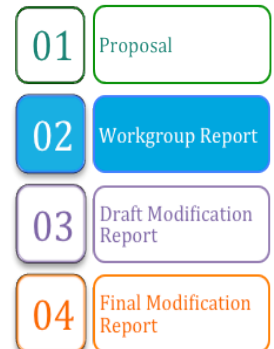 01
Proposal
02
Workgroup Report
03
Draft Modification
Report
04
Final Modification
Report